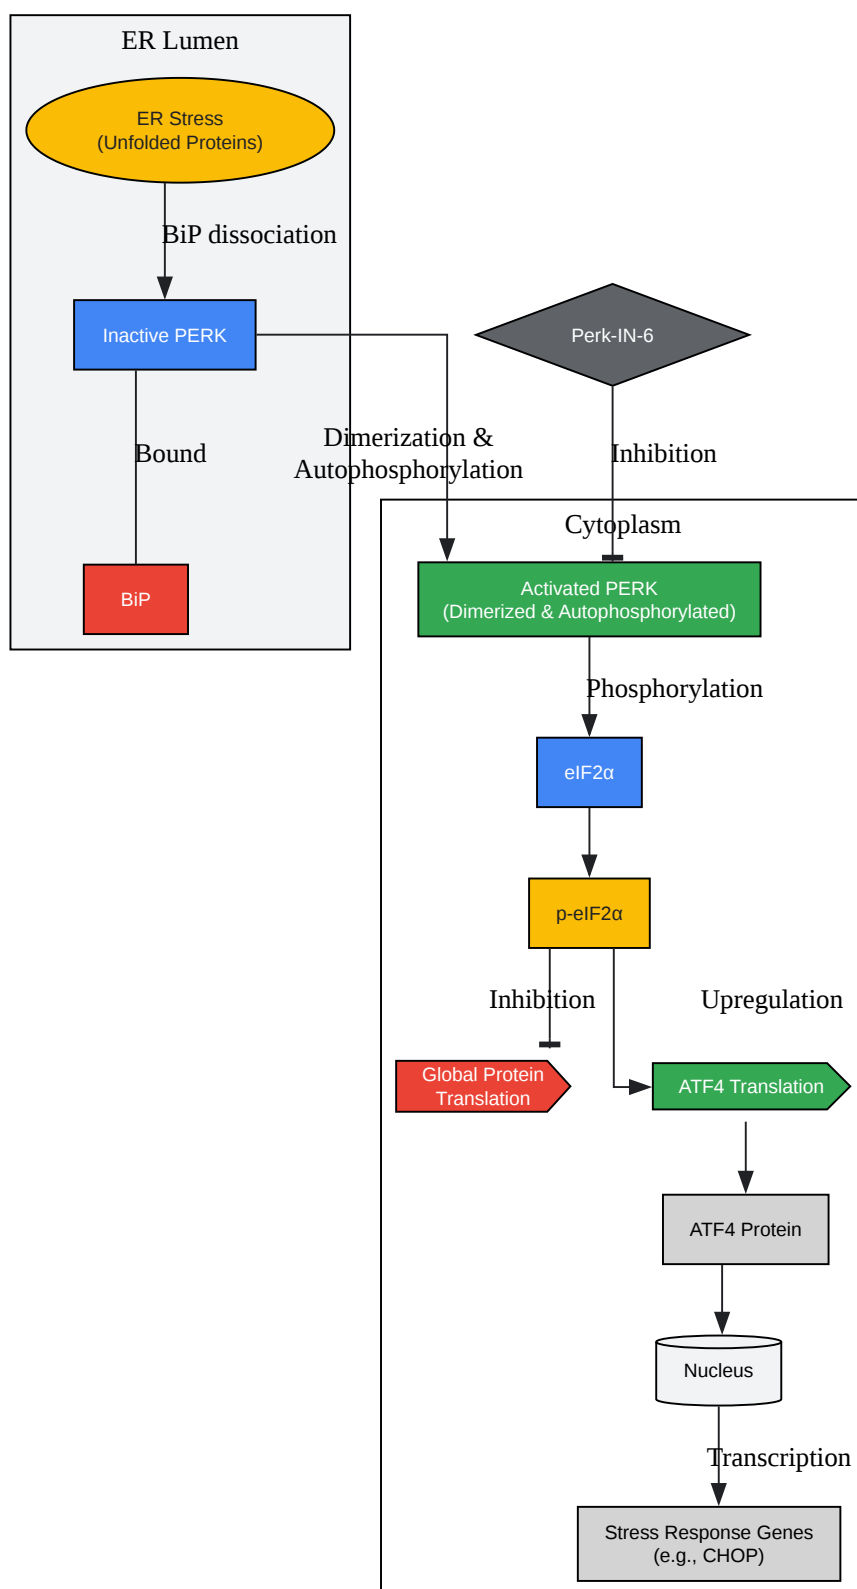 ER Lumen
ER Stress
(Unfolded Proteins)
BiP dissociation
Inactive PERK
Perk-IN-6
Bound
Dimerization &
Autophosphorylation
Inhibition
Cytoplasm
BiP
Activated PERK
(Dimerized & Autophosphorylated)
Phosphorylation
eIF2α
p-eIF2α
Inhibition
Upregulation
Global Protein
Translation
ATF4 Translation
ATF4 Protein
Nucleus
Transcription
Stress Response Genes
(e.g., CHOP)